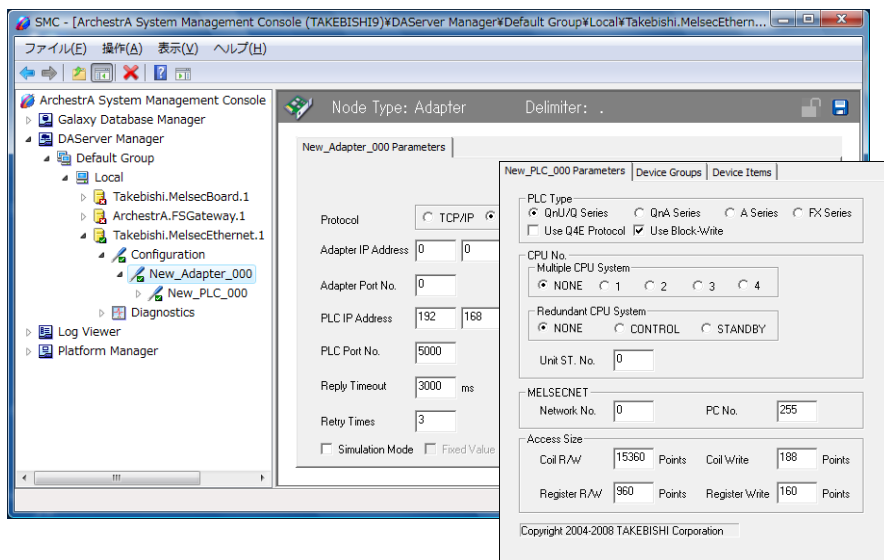 SMC - [ArchestrA System Management Console (TAKEBISHI9)¥DAServer Manager¥Default Group¥Local¥Takebishi.MelsecEthern...
ファイル(F) 操作(A) 表示(V) ヘルプ(H)
ArchestrA System Management Console
Galaxy Database Manager
DAServer Manager
Default Group
Local
Takebishi.MelsecBoard.1
ArchestrA.FSGateway.1
Takebishi.MelsecEthernet.1
Configuration
New_Adapter_000
New_PLC_000
Diagnostics
Log Viewer
Platform Manager
Node Type: Adapter Delimiter: .
New_Adapter_000 Parameters
Protocol TCP/IP
Adapter IP Address 0 0
Adapter Port No. 0
PLC IP Address 192 168
PLC Port No. 5000
Reply Timeout 3000 ms
Retry Times 3
Simulation Mode Fixed Value
New_PLC_000 Parameters Device Groups Device Items
PLC Type
QnU/Q Series QnA Series A Series FX Series
Use Q4E Protocol Use Block-Write
CPU No.
Multiple CPU System
NONE 1 2 3 4
Redundant CPU System
NONE CONTROL STANDBY
Unit ST. No. 0
MELSECNET
Network No. 0 PC No. 255
Access Size
Coil R/W 15360 Points Coil Write 188 Points
Register R/W 960 Points Register Write 160 Points
Copyright 2004-2008 TAKEBISHI Corporation